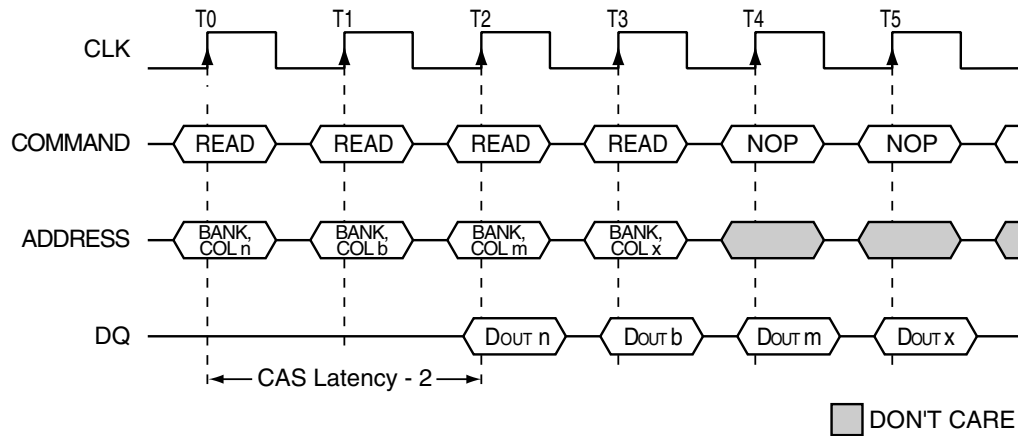 T0 T1 T2 T3 T4 T5
CLK
COMMAND READ READ READ READ NOP NOP
BANK, BANK, BANK, BANK,
ADDRESS COL n COL b COL m COL x
DQ DOUT n DOUT b DOUT m DOUT x
CAS Latency - 2
DON'T CARE